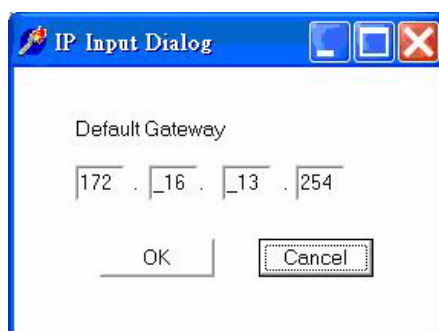 IP Input Dialog
Default Gateway
172 . _16 . _13 . 254
OK Cancel